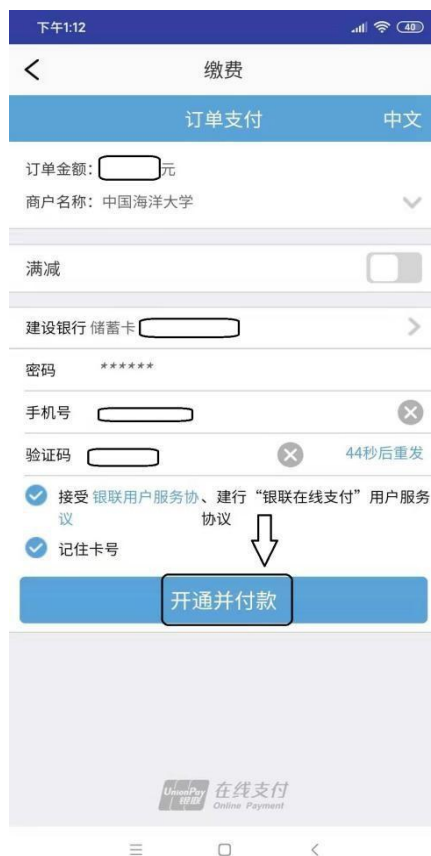 下午1:12
40
缴费
订单支付 中文
订单金额： 元
商户名称：中国海洋大学
满减
建设银行 储蓄卡
密码 ******
手机号
验证码 44秒后重发
接受 银联用户服务协议、建行“银联在线支付”用户服务协议
记住卡号
开通并付款
UnionPay 银联 在线支付
Online Payment